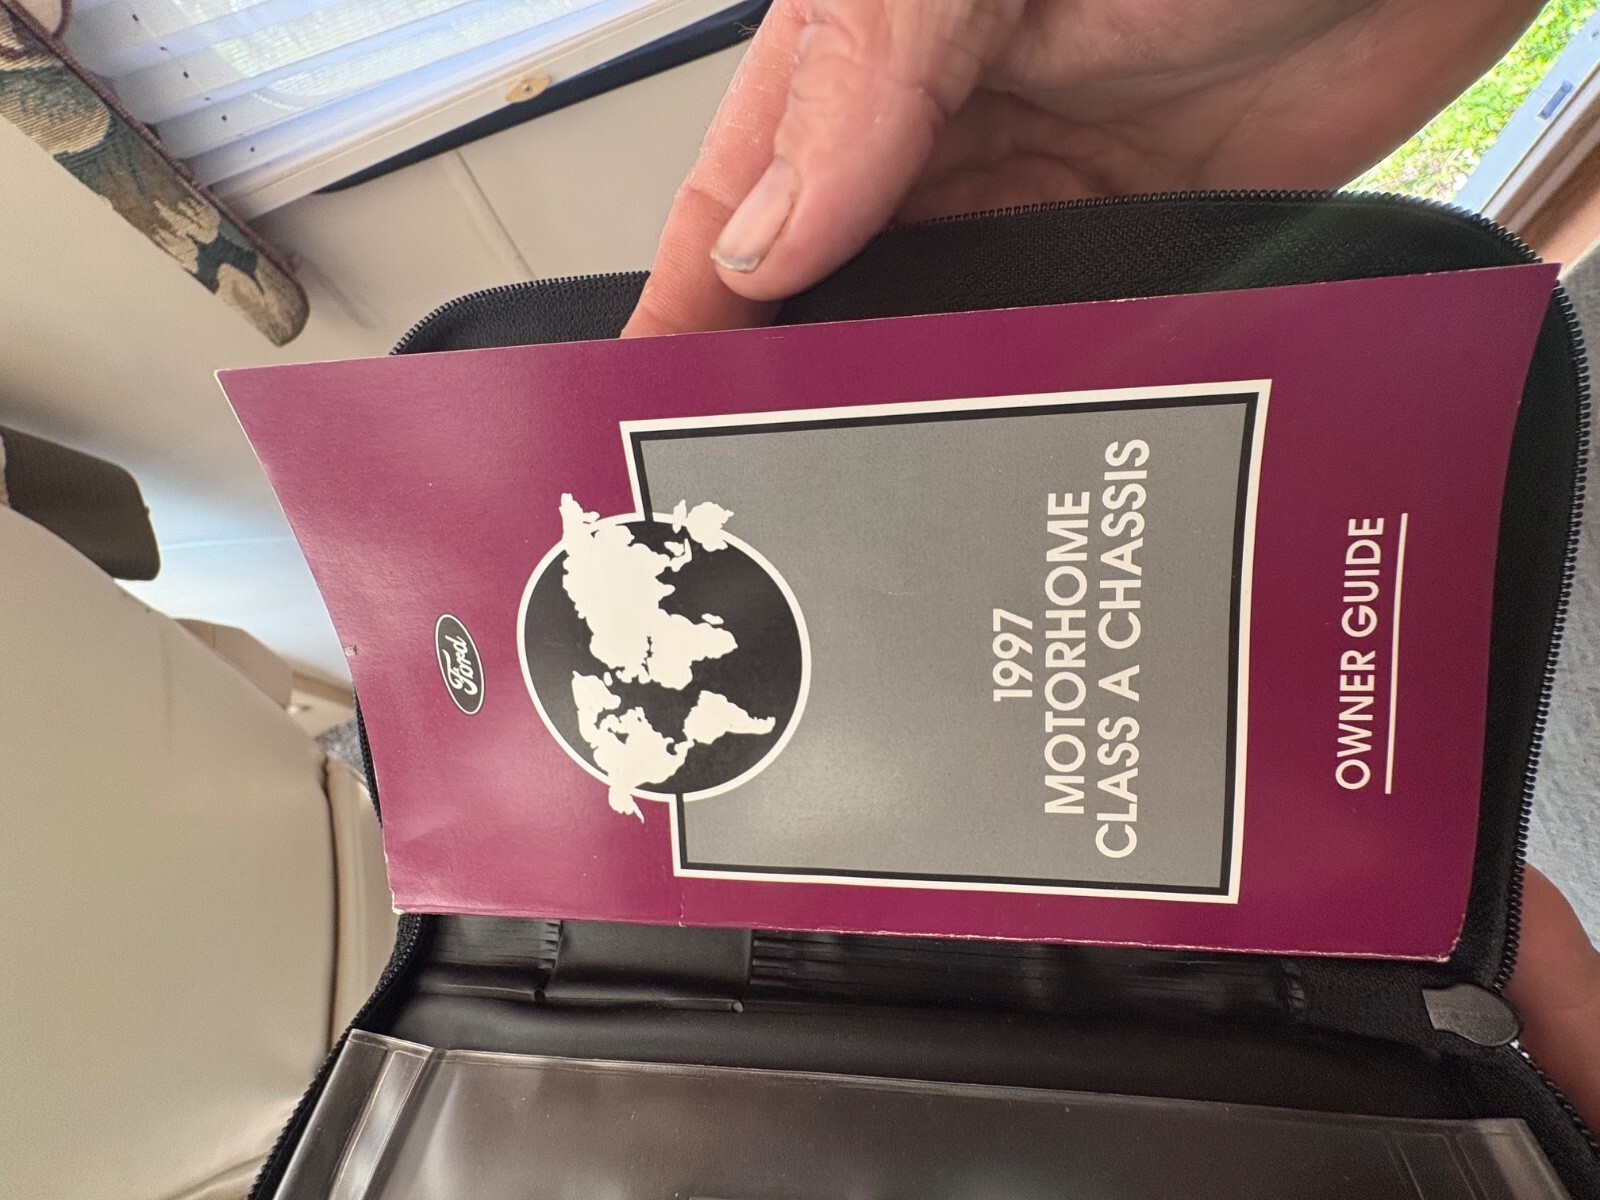 Ford
1997
MOTORHOME
CLASS A CHASSIS
OWNER GUIDE